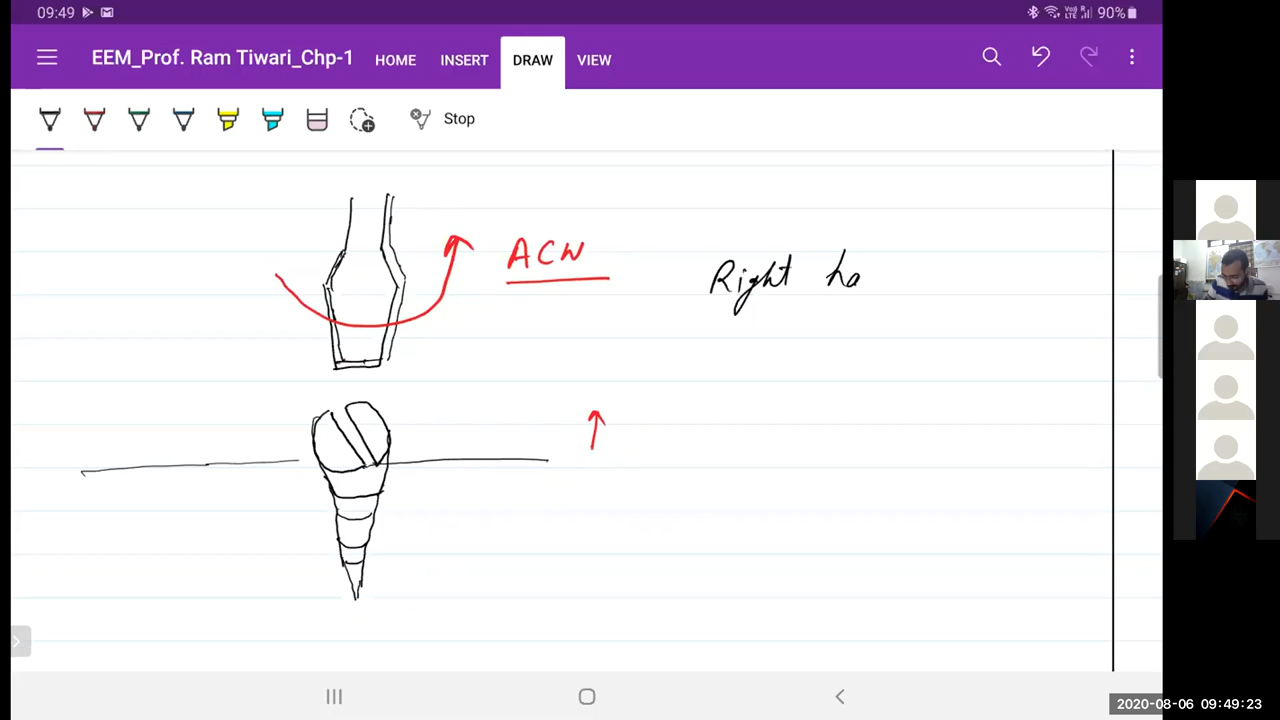 09:49 90%
EEM_Prof. Ram Tiwari_Chp-1 HOME INSERT DRAW VIEW
Stop
ACW
Right ha
2020-08-06 09:49:23